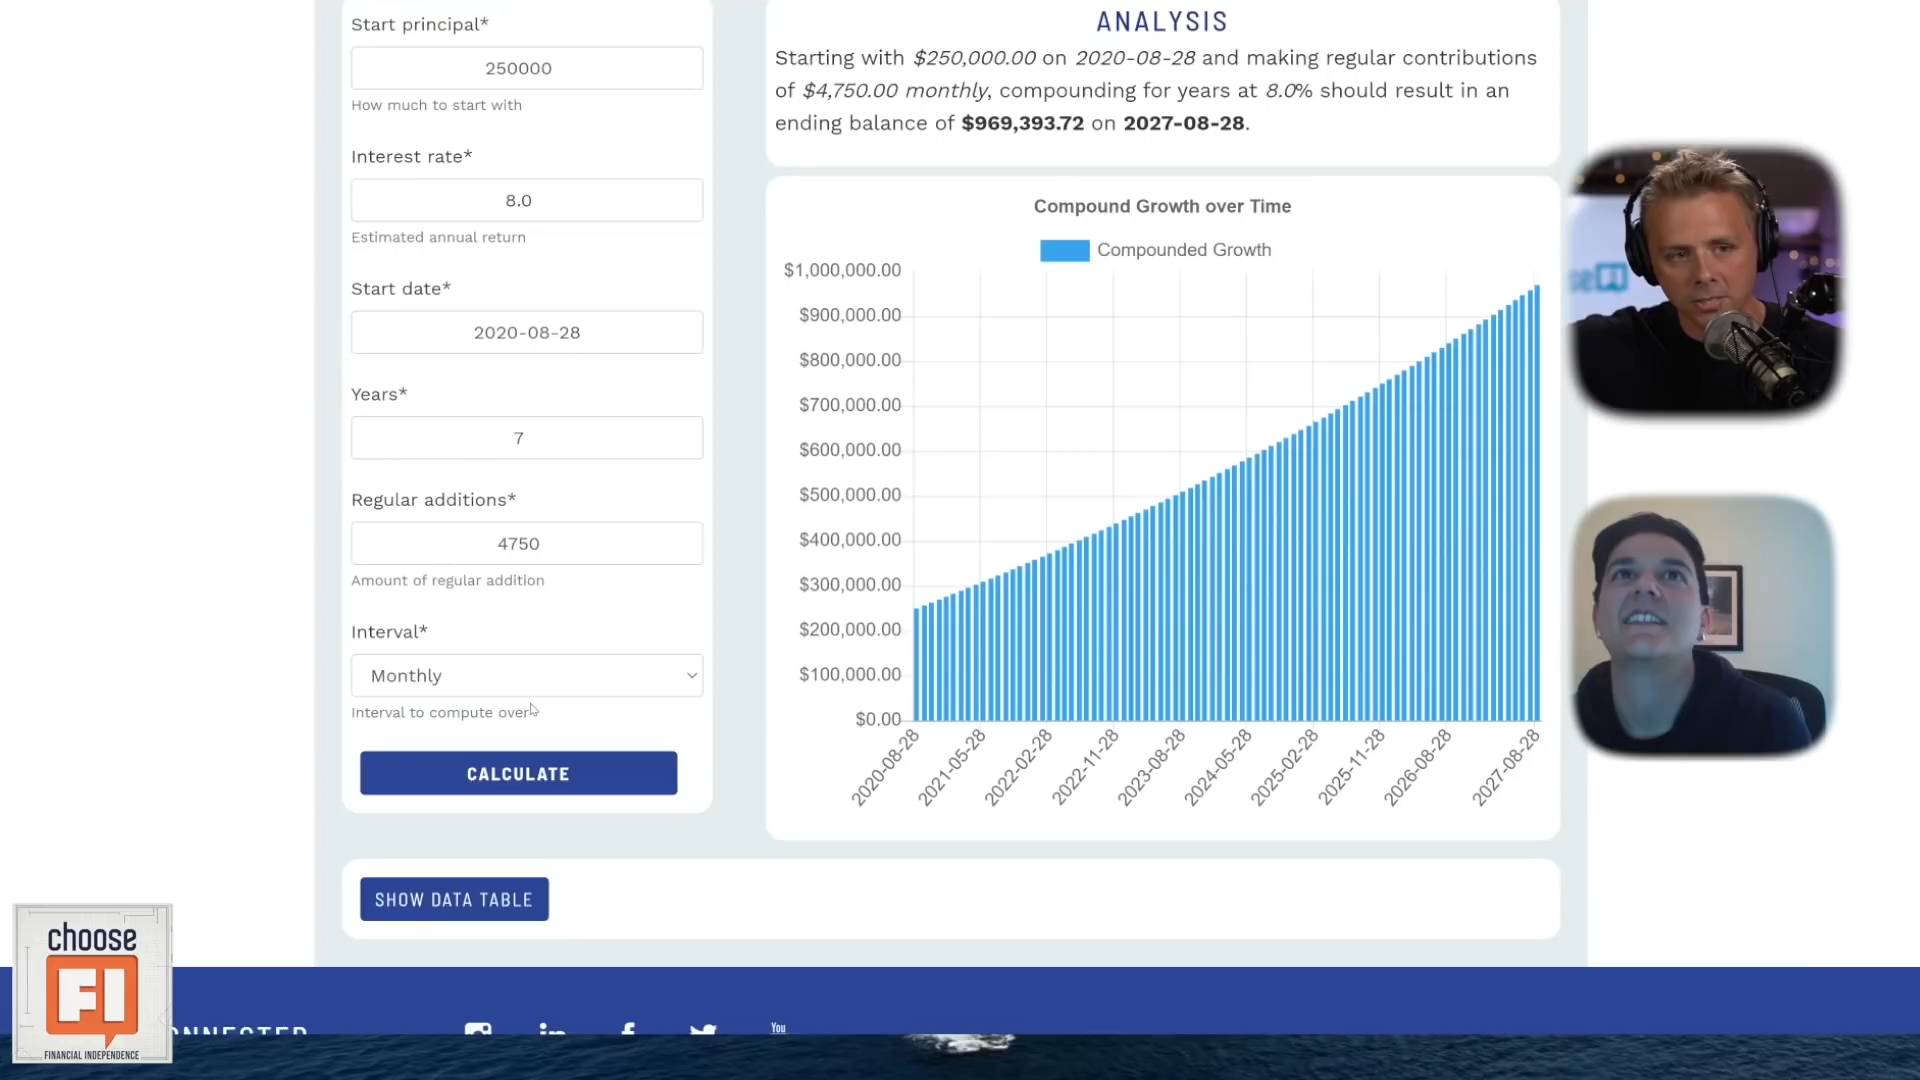 Start principal*
250000
How much to start with
Interest rate*
8.0
Estimated annual return
Start date*
2020-08-28
Years*
7
Regular additions*
4750
Amount of regular addition
Interval*
Monthly
Interval to compute over
CALCULATE
ANALYSIS
Starting with $250,000.00 on 2020-08-28 and making regular contributions
of $4,750.00 monthly, compounding for years at 8.0% should result in an
ending balance of $969,393.72 on 2027-08-28.
Compound Growth over Time
Compounded Growth
$1,000,000.00
$900,000.00
$800,000.00
$700,000.00
$600,000.00
$500,000.00
$400,000.00
$300,000.00
$200,000.00
$100,000.00
$0.00
2020-08-28
2021-05-28
2022-02-28
2022-11-28
2023-08-28
2024-05-28
2025-02-28
2025-11-28
2026-08-28
2027-08-28
SHOW DATA TABLE
choose
FI
FINANCIAL INDEPENDENCE
You